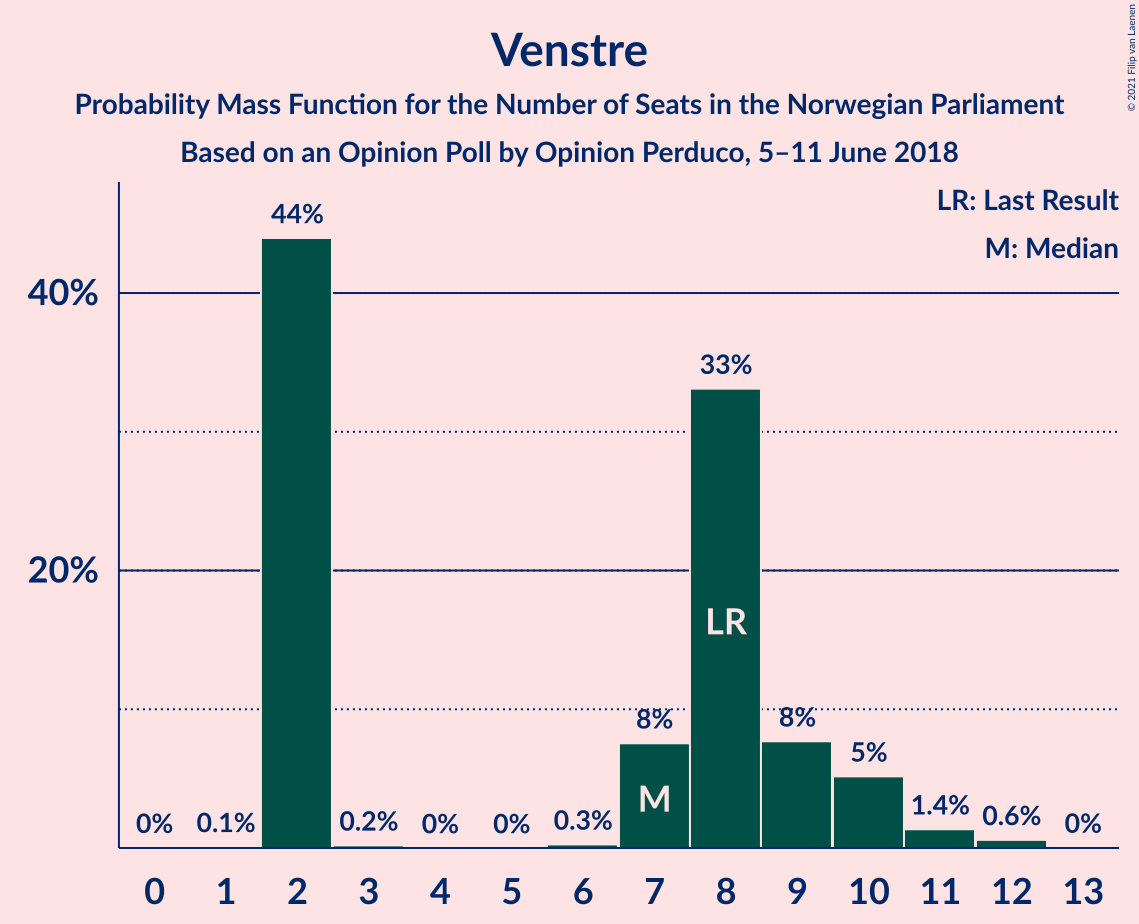 Venstre
Probability Mass Function for the Number of Seats in the Norwegian Parliament
Based on an Opinion Poll by Opinion Perduco, 5–11 June 2018
© 2021 Filip van Laenen
LR: Last Result
M: Median
44%
40%
33%
20%
LR
8%
8%
5%
M
0%
0.1%
0.2%
0%
0%
0.3%
1.4%
0.6%
0%
0 1 2 3 4 5 6 7 8 9 10 11 12 13